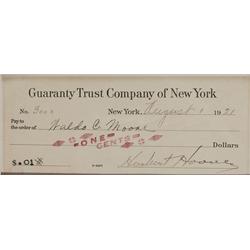 Guaranty Trust Company of New York
No. 3001 New York, August 1 1921
Pay to
the order of Waldo C Moore
ONE
CENTS Dollars
$.01 Herbert Hoover